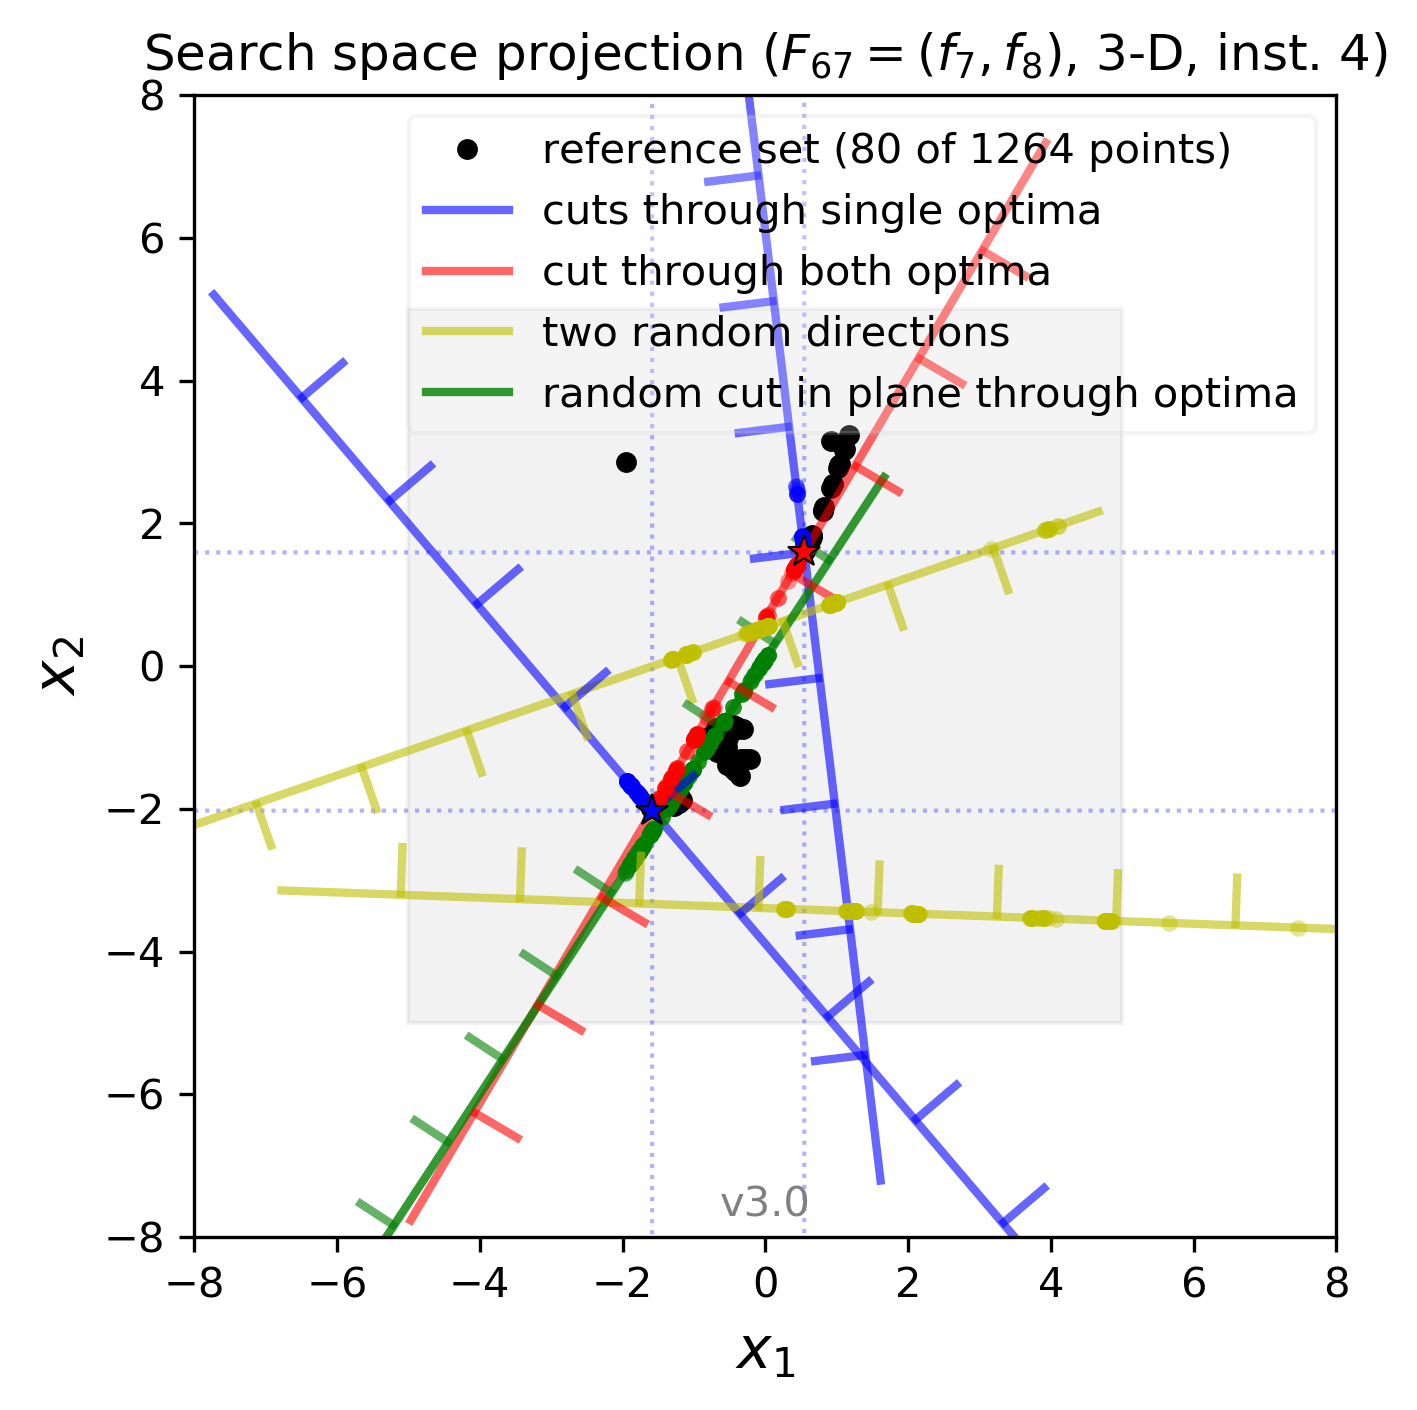 Search space projection (F67 = (f7, f8), 3-D, inst. 4)
reference set (80 of 1264 points)
cuts through single optima
cut through both optima
two random directions
random cut in plane through optima
8
6
4
2
0
−2
−4
−6
−8
x2
v3.0
−8 −6 −4 −2 0 2 4 6 8
x1